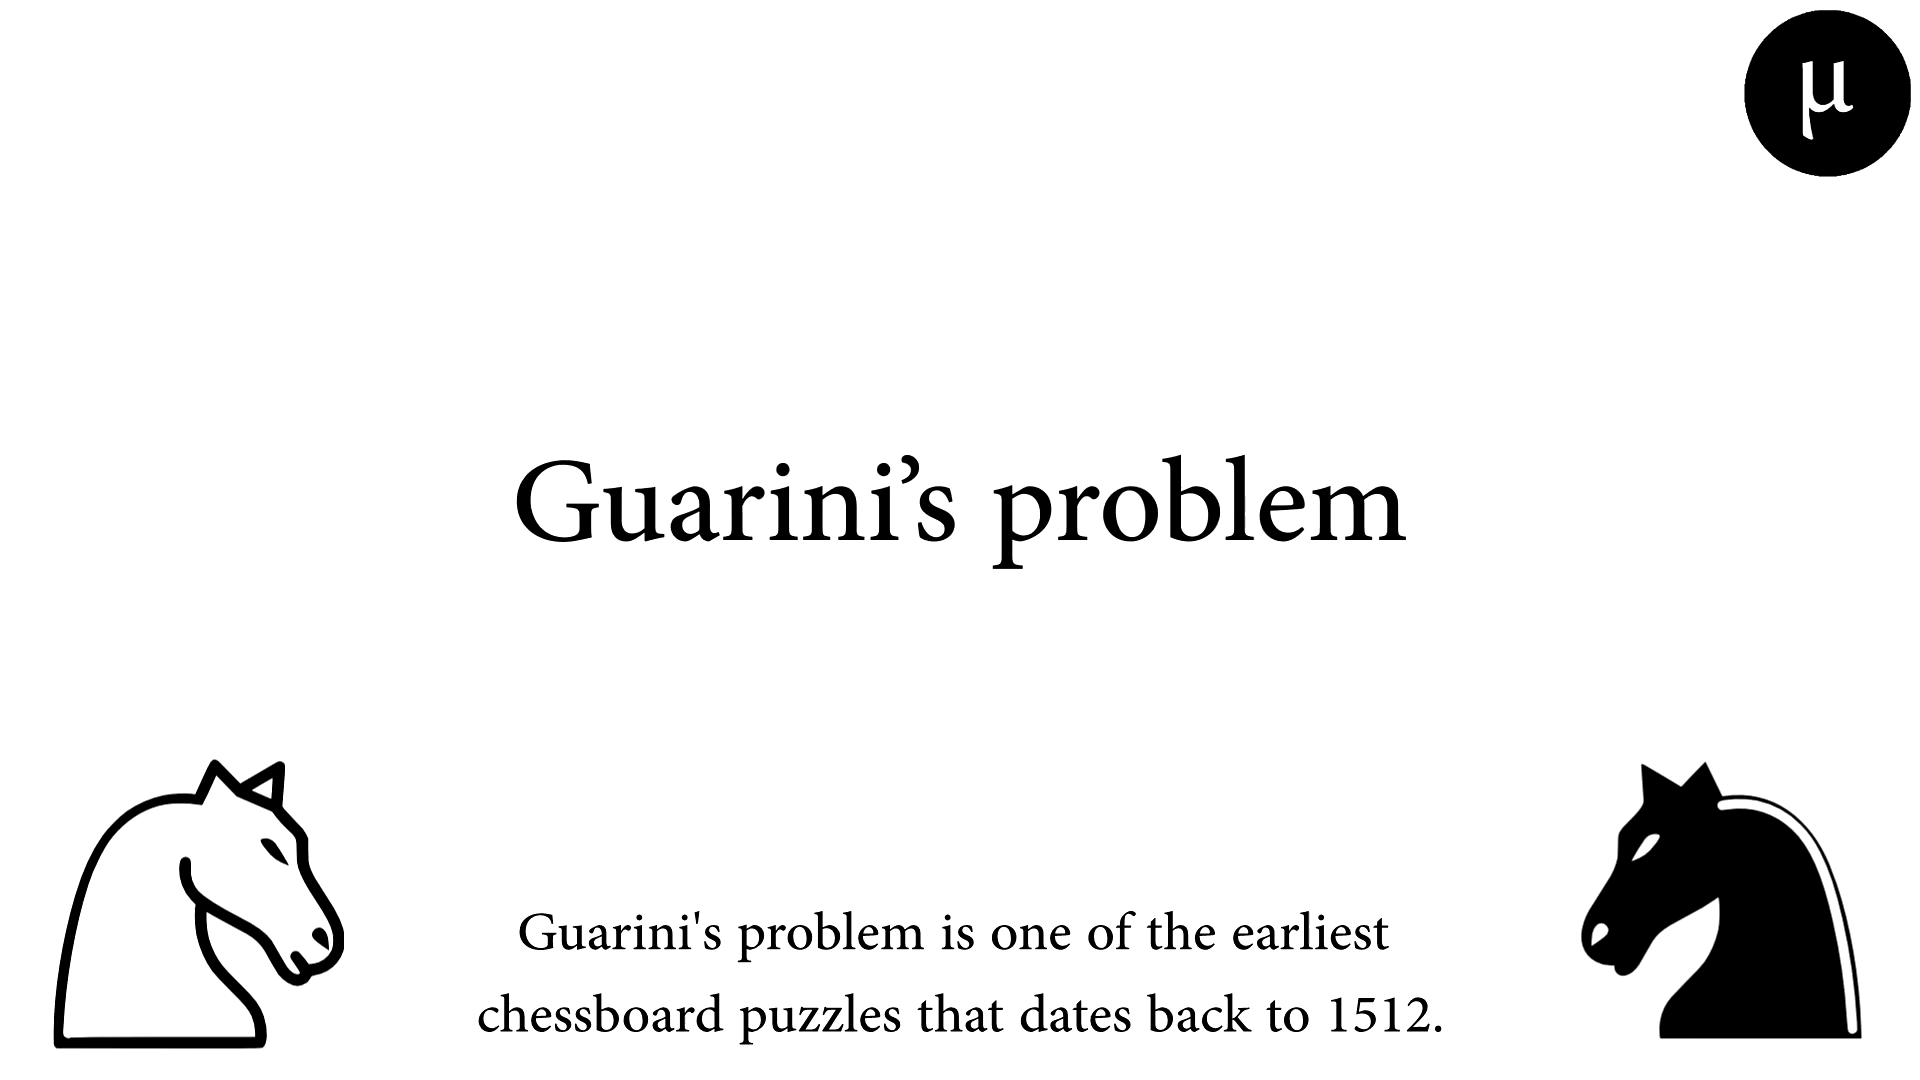 μ
Guarini’s problem
Guarini's problem is one of the earliest
chessboard puzzles that dates back to 1512.